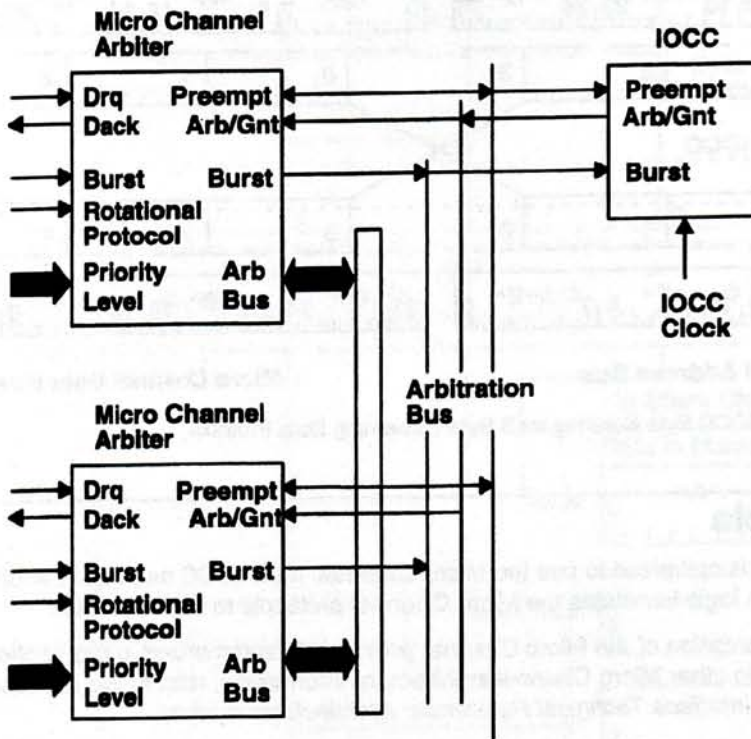 Micro Channel
Arbiter
IOCC
Drq Preempt
Dack Arb/Gnt
Burst Burst
Rotational
Protocol
Priority Arb
Level Bus
Preempt
Arb/Gnt
Burst
IOCC
Clock
Arbitration
Bus
Micro Channel
Arbiter
Drq Preempt
Dack Arb/Gnt
Burst Burst
Rotational
Protocol
Priority Arb
Level Bus